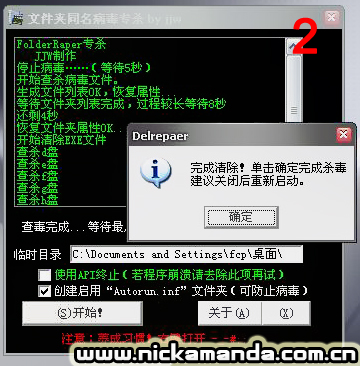 文件夹同名病毒专杀 by jjw
2
FolderRaper专杀
JJW制作
停止病毒……(等待5秒)
开始查杀病毒文件。
生成文件列表OK,恢复属性...
等待文件夹列表完成,过程较长等待8秒
还剩4秒
恢复文件夹属性OK...
开始清除EXE文件
查杀d盘
查杀e盘
查杀f盘
查杀g盘
查杀h盘
Delrepaer
完成清除!单击确定完成杀毒
建议关闭后重新启动。
确定
查毒完成...等待最
临时目录 C:\Documents and Settings\fcp\桌面\
使用API终止(若程序崩溃请去除此项再试)
创建启用“Autorun.inf”文件夹(可防止病毒)
(S)开始!
关于(A)
(X)
注意:养成习惯!
打开 - -#
www.nickamanda.com.cn